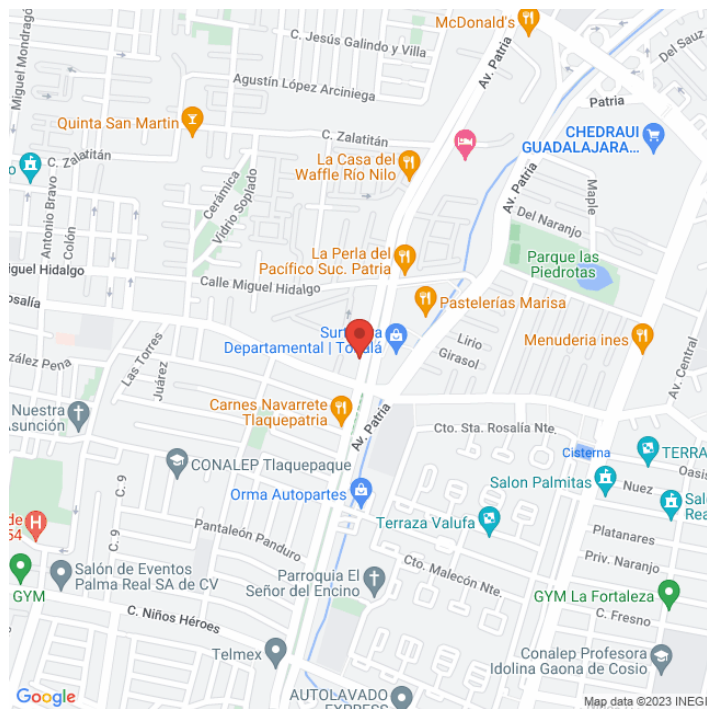 McDonald's
C. Jesús Galindo y Villa
Miguel Mondragó
Agustín López Arciniega
Av. Patria
Del Sauz
Patria
Quinta San Martin
C. Zalatitán
CHEDRAUI
GUADALAJARA...
C. Zalatitán
La Casa del
Waffle Río Nilo
Cerámica
Vidrio Soplado
Antonio Bravo
Colón
Av. Patria
Maple
Del Naranjo
La Perla del
Pacífico Suc. Patria
Parque las
Piedrotas
Miguel Hidalgo
Calle Miguel Hidalgo
Pastelerías Marisa
Rosalía
Departamental | Tonalá
Lirio
Girasol
Menuderia ines
Av. Central
Las Torres
Juárez
Nuestra
Carnes Navarrete
Tlaquepatria
Av. Patria
Cto. Sta. Rosalía Nte.
CONALEP Tlaquepaque
Cisterna
TERRA
Oasis
C. 9
Orma Autopartes
Salon Palmitas
Nuez
Terraza Valufa
Platanares
C. 9
Pantaleón Panduro
Priv. Naranjo
de
54
GYM
Salón de Eventos
Palma Real SA de CV
Parroquía El
Señor del Encino
Cto. Malecón Nte.
GYM La Fortaleza
C. Niños Héroes
C. Fresno
Telmex
Conalep Profesora
Idolina Gaona de Cosio
AUTOLAVADO
EXPRESS
Google
Map data ©2023 INEGI